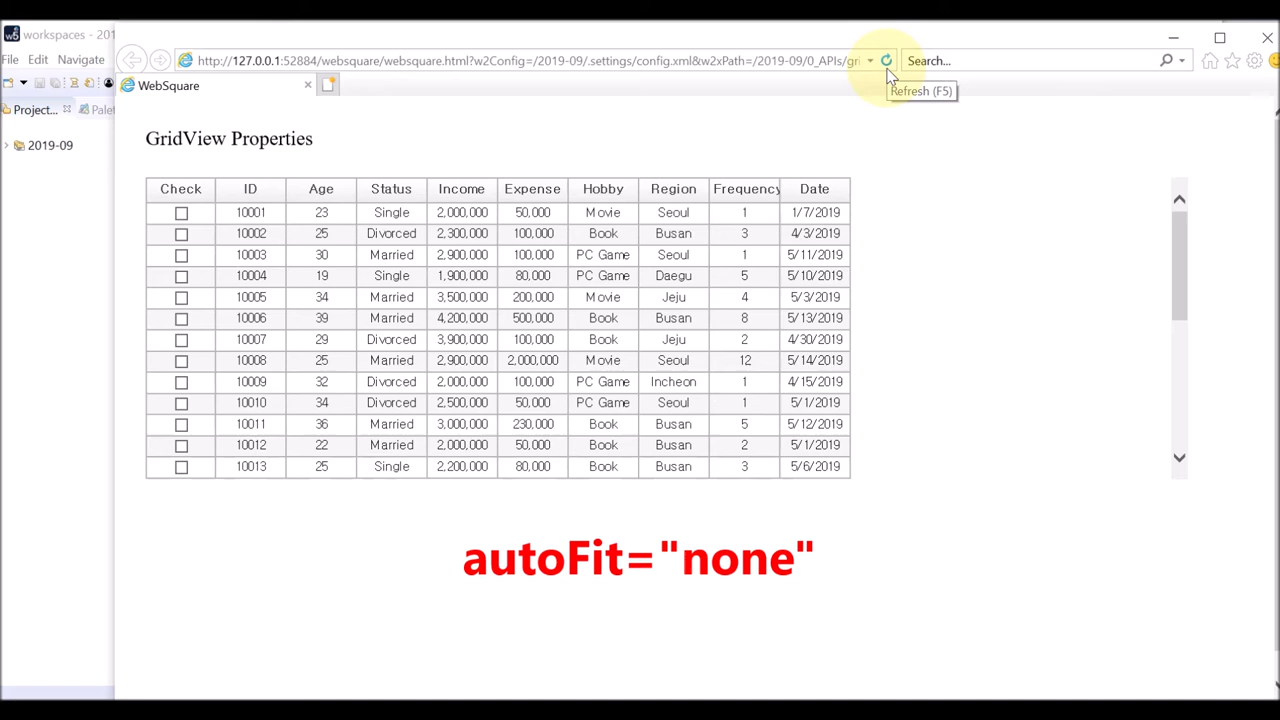 w5 workspaces - 201
File Edit Navigate
http://127.0.0.1:52884/websquare/websquare.html?w2Config=/2019-09/.settings/config.xml&w2xPath=/2019-09/0_APIs/gri Search...
WebSquare
Refresh (F5)
Project... Palet
2019-09
GridView Properties
Check ID Age Status Income Expense Hobby Region Frequency Date
10001 23 Single 2,000,000 50,000 Movie Seoul 1 1/7/2019
10002 25 Divorced 2,300,000 100,000 Book Busan 3 4/3/2019
10003 30 Married 2,900,000 100,000 PC Game Seoul 1 5/11/2019
10004 19 Single 1,900,000 80,000 PC Game Daegu 5 5/10/2019
10005 34 Married 3,500,000 200,000 Movie Jeju 4 5/3/2019
10006 39 Married 4,200,000 500,000 Book Busan 8 5/13/2019
10007 29 Divorced 3,900,000 100,000 Book Jeju 2 4/30/2019
10008 25 Married 2,900,000 2,000,000 Movie Seoul 12 5/14/2019
10009 32 Divorced 2,000,000 100,000 PC Game Incheon 1 4/15/2019
10010 34 Divorced 2,500,000 50,000 PC Game Seoul 1 5/1/2019
10011 36 Married 3,000,000 230,000 Book Busan 5 5/12/2019
10012 22 Married 2,000,000 50,000 Book Busan 2 5/1/2019
10013 25 Single 2,200,000 80,000 Book Busan 3 5/6/2019
autoFit="none"